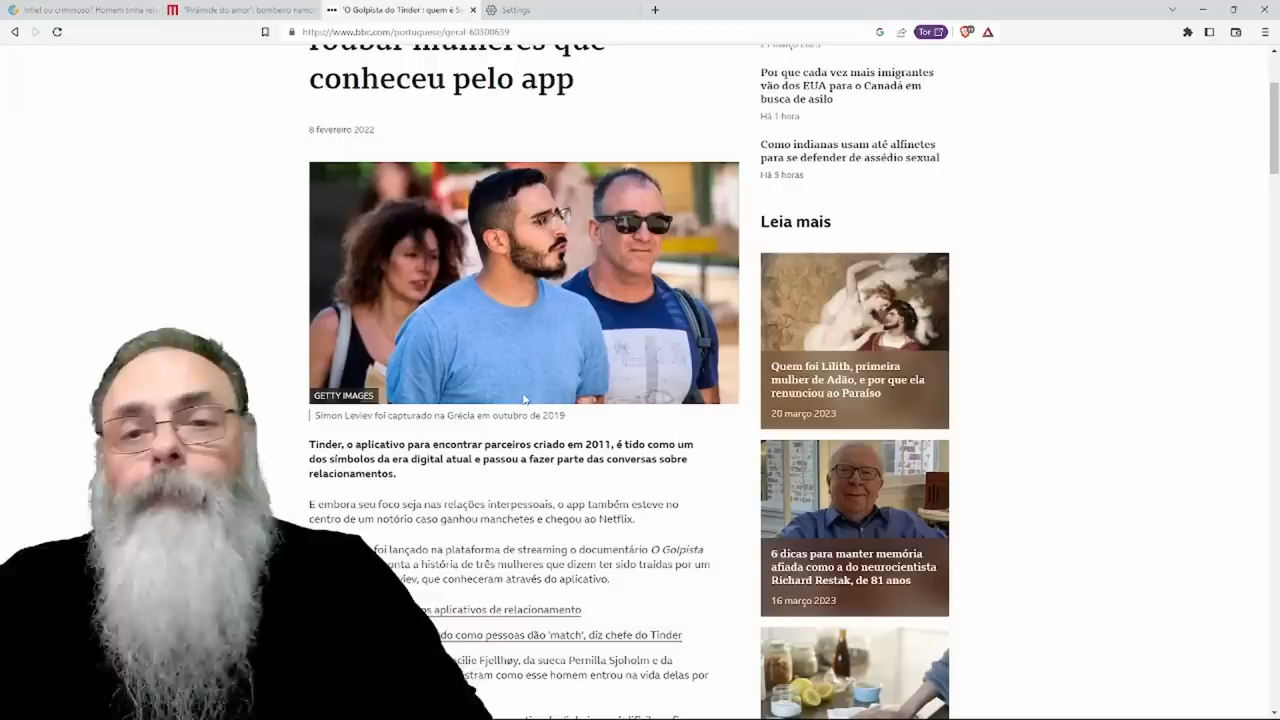 Infiel ou criminoso? Homem tinha rela
"Pirâmide do amor": bombeiro namo
'O Golpista do Tinder': quem é S
Settings
https://www.bbc.com/portuguese/geral-60300639
Tor
roubar mulheres que
conheceu pelo app
8 fevereiro 2022
GETTY IMAGES
Simon Leviev foi capturado na Grécia em outubro de 2019
Tinder, o aplicativo para encontrar parceiros criado em 2011, é tido como um
dos símbolos da era digital atual e passou a fazer parte das conversas sobre
relacionamentos.
E embora seu foco seja nas relações interpessoais, o app também esteve no
centro de um notório caso ganhou manchetes e chegou ao Netflix.
foi lançado na plataforma de streaming o documentário O Golpista
onta a história de três mulheres que dizem ter sido traídas por um
viev, que conheceram através do aplicativo.
os aplicativos de relacionamento
do como pessoas dão 'match', diz chefe do Tinder
cilie Fjellhøy, da sueca Pernilla Sjoholm e da
stram como esse homem entrou na vida delas por
21 março 2023
Por que cada vez mais imigrantes
vão dos EUA para o Canadá em
busca de asilo
Há 1 hora
Como indianas usam até alfinetes
para se defender de assédio sexual
Há 5 horas
Leia mais
Quem foi Lilith, primeira
mulher de Adão, e por que ela
renunciou ao Paraíso
20 março 2023
6 dicas para manter memória
afiada como a do neurocientista
Richard Restak, de 81 anos
16 março 2023